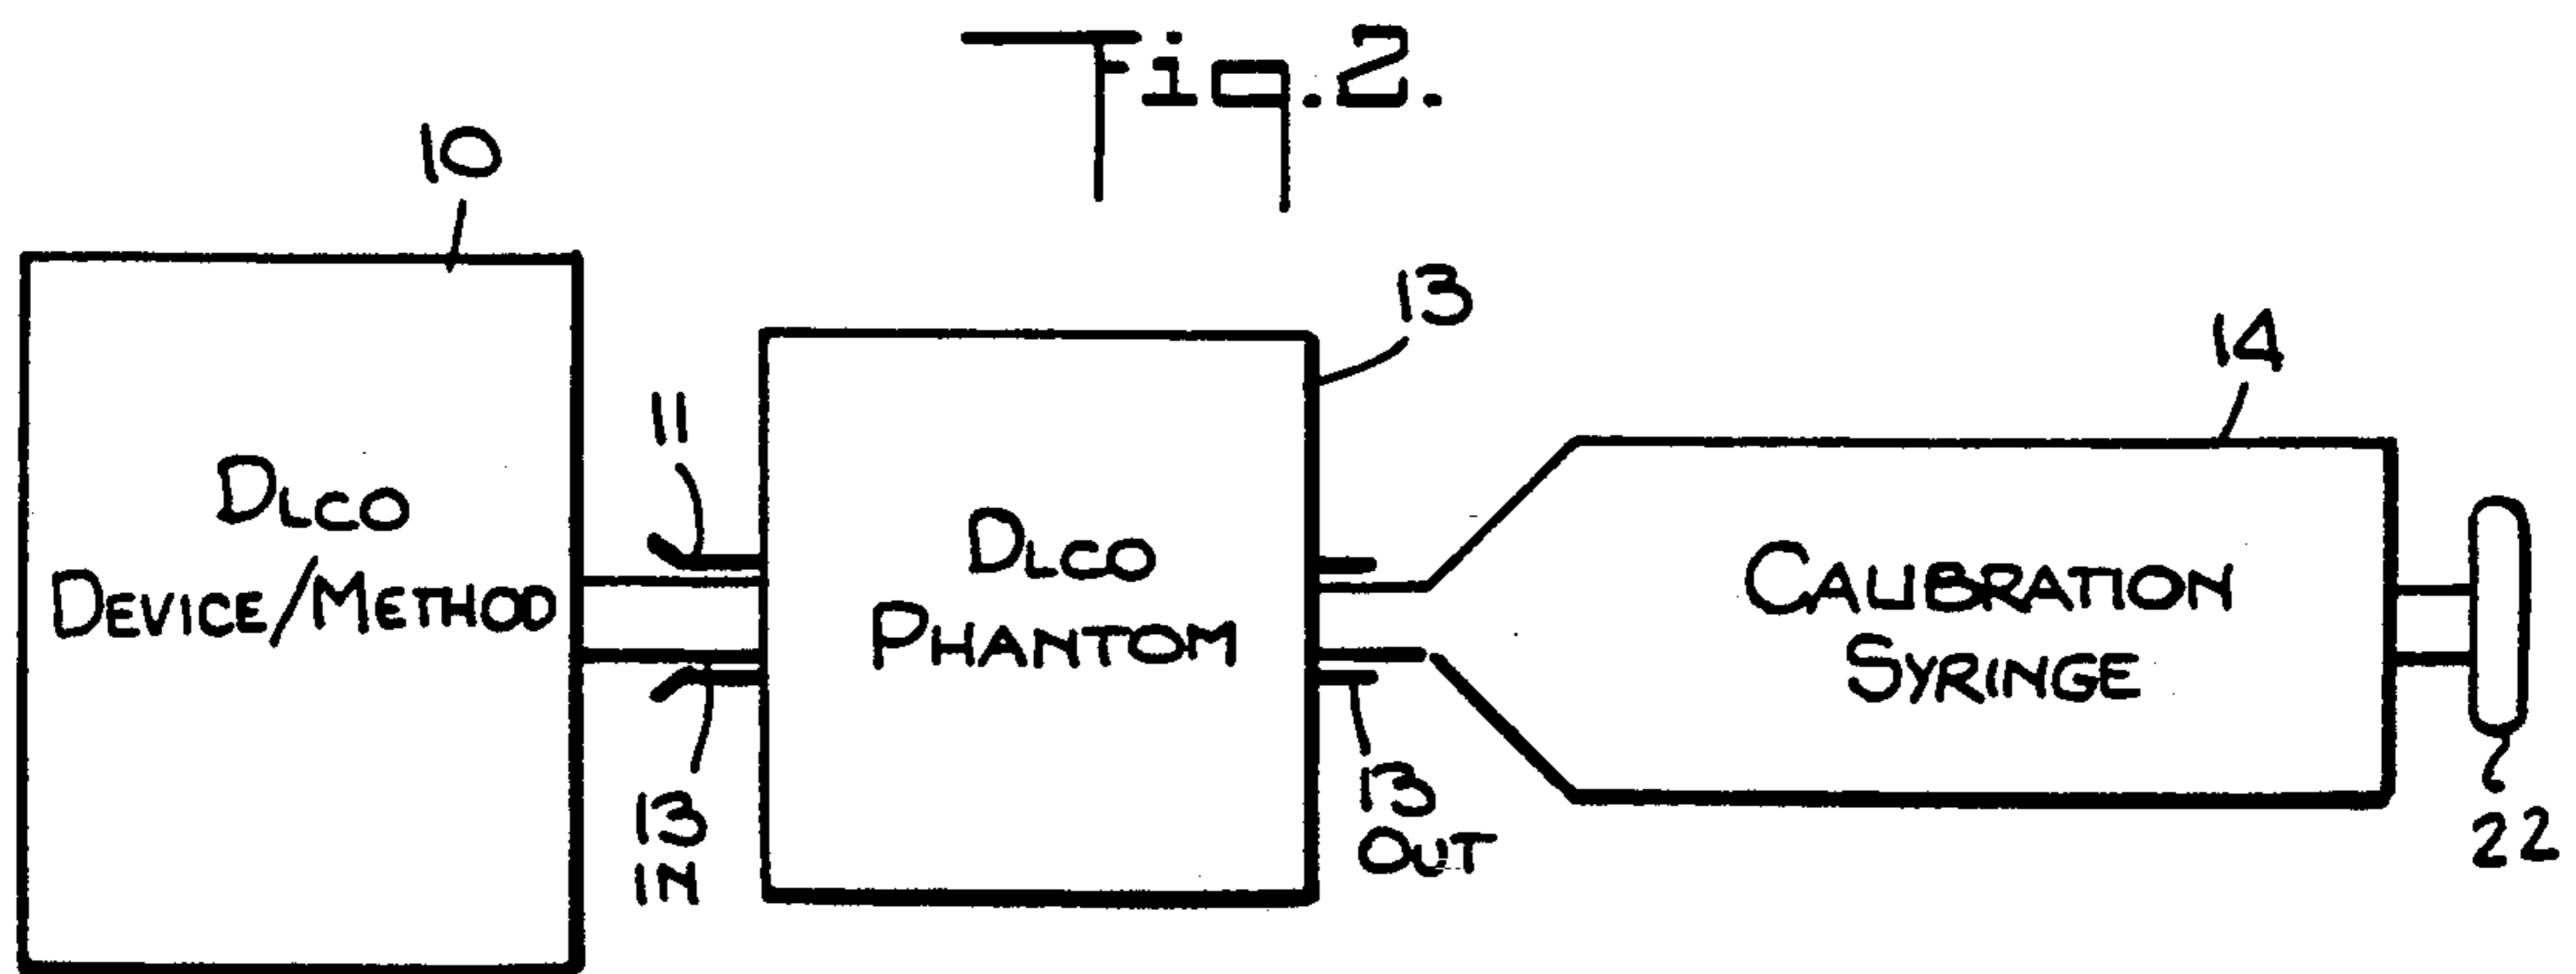 Fig.2.
10
11
13
14
DLCO
DEVICE/METHOD
DLCO
PHANTOM
CALIBRATION
SYRINGE
13
IN
13
OUT
22